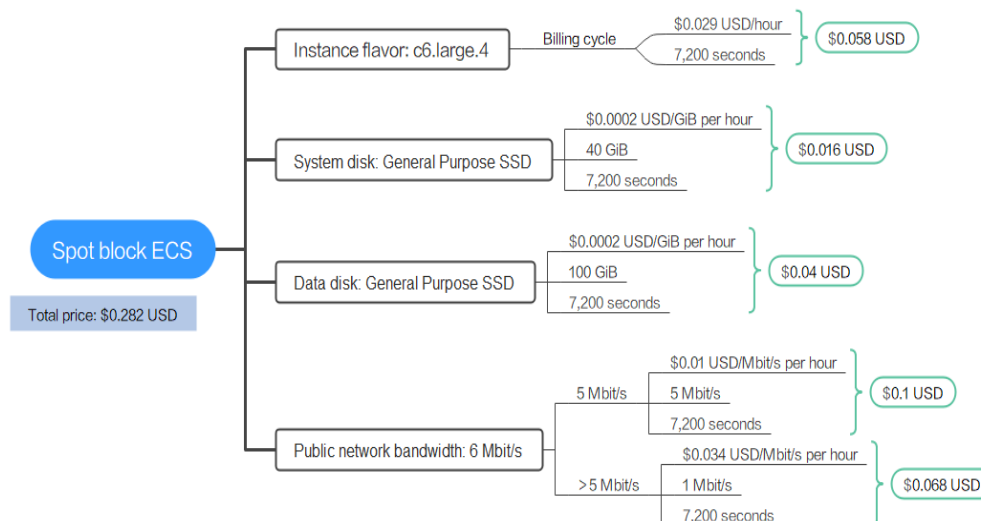 Spot block ECS
Total price: $0.282 USD
Instance flavor: c6.large.4
Billing cycle
$0.029 USD/hour
7,200 seconds
$0.058 USD
System disk: General Purpose SSD
$0.0002 USD/GiB per hour
40 GiB
7,200 seconds
$0.016 USD
Data disk: General Purpose SSD
$0.0002 USD/GiB per hour
100 GiB
7,200 seconds
$0.04 USD
Public network bandwidth: 6 Mbit/s
5 Mbit/s
$0.01 USD/Mbit/s per hour
5 Mbit/s
7,200 seconds
$0.1 USD
> 5 Mbit/s
$0.034 USD/Mbit/s per hour
1 Mbit/s
7,200 seconds
$0.068 USD